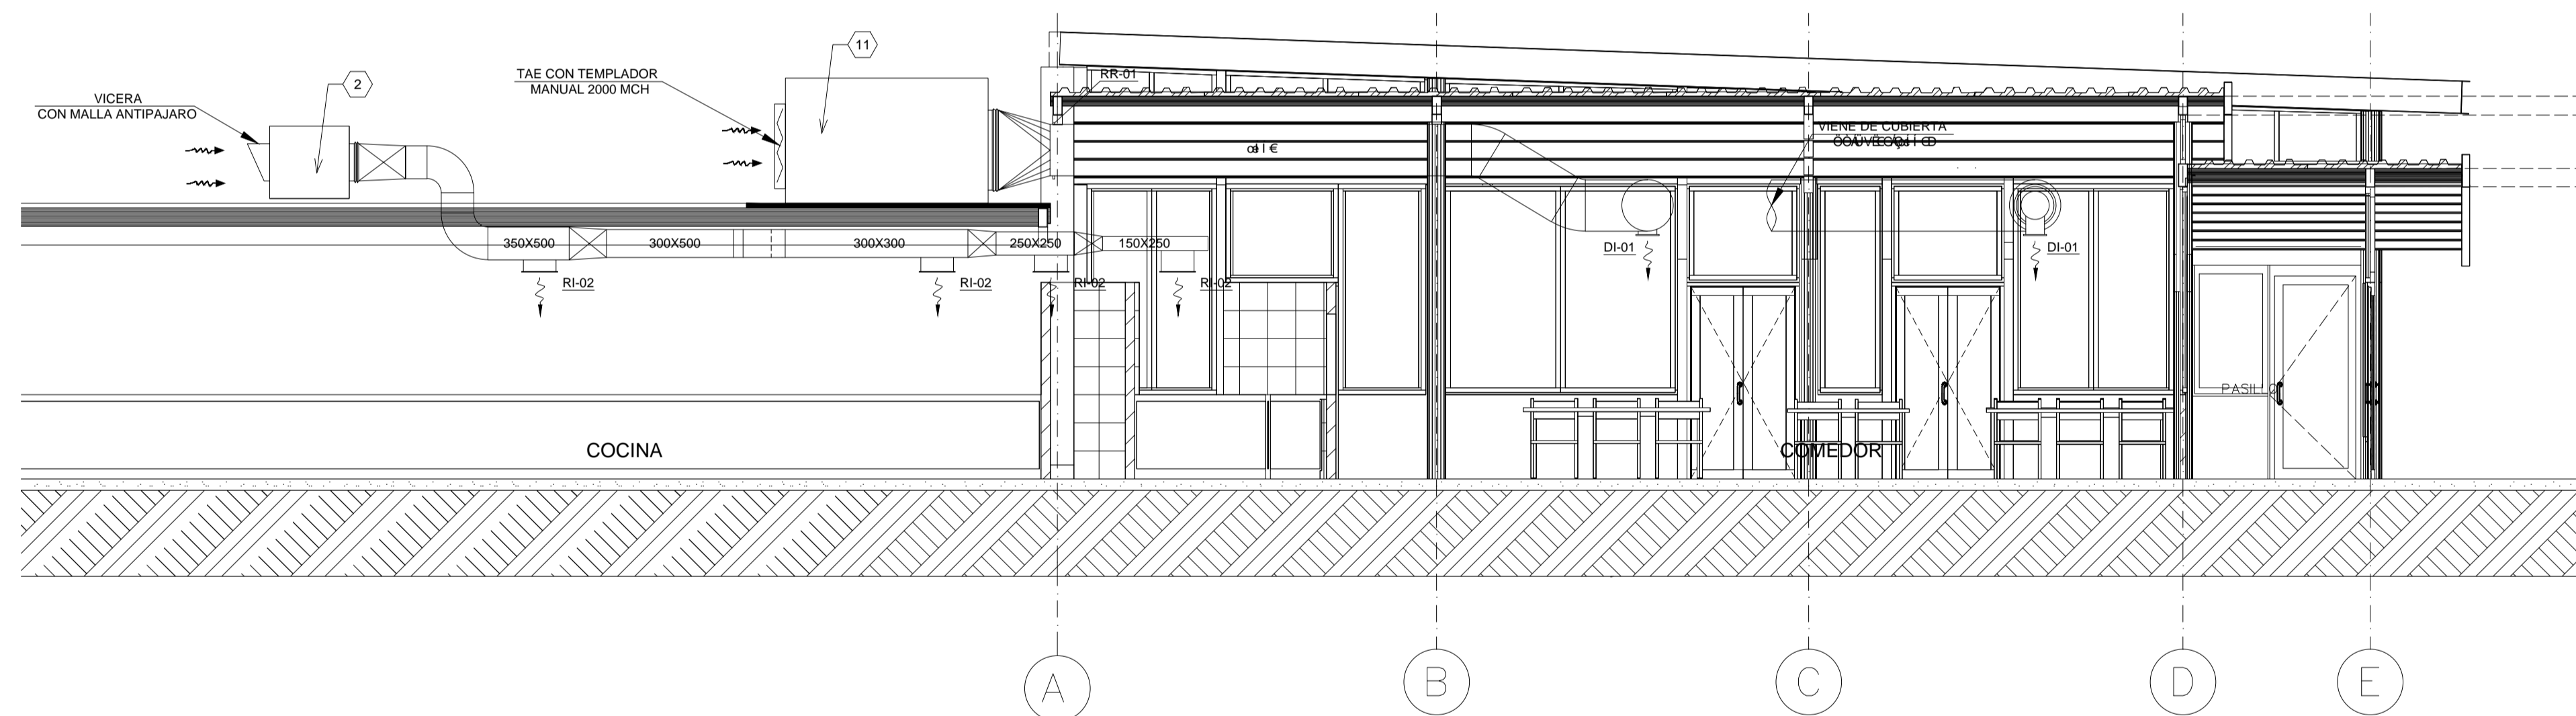 11
2
TAE CON TEMPLADOR
MANUAL 2000 MCH
RR-01
VICERA
CON MALLA ANTIPAJARO
VIENE DE CUBIERTA
350X500
300X500
300X300
250X250
150X250
DI-01
DI-01
RI-02
RI-02
RI-02
RI-02
PASILLO
COCINA
COMEDOR
A
B
C
D
E